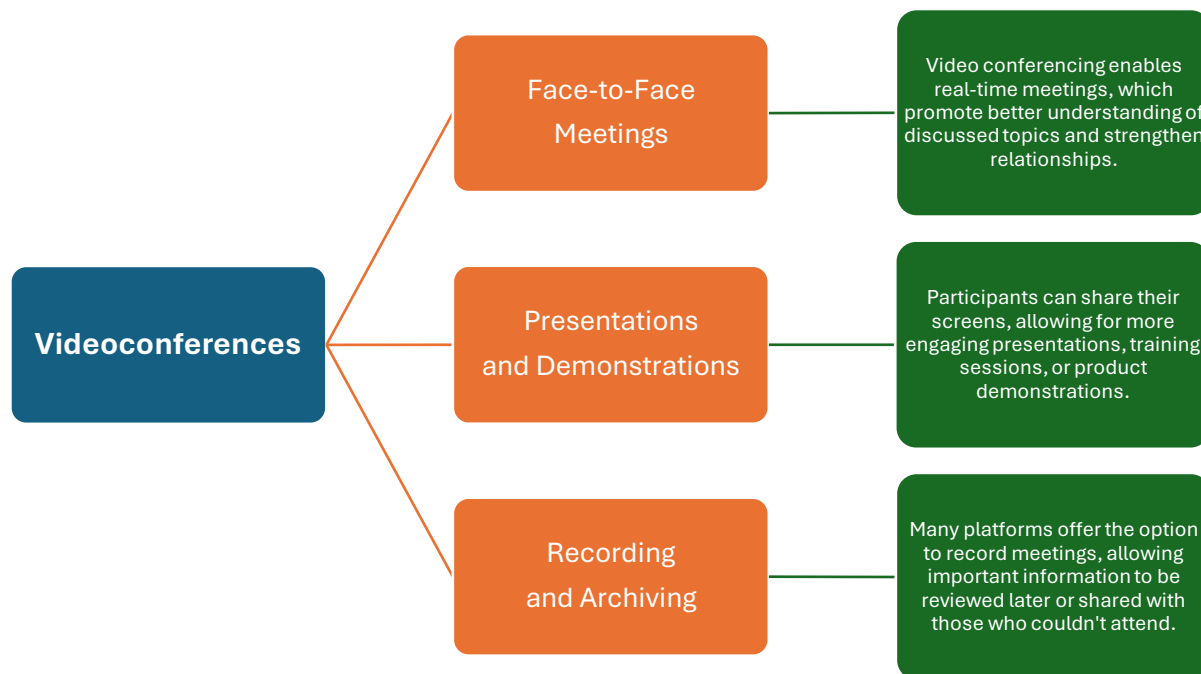 Videoconferences
Face-to-Face
Meetings
Video conferencing enables
real-time meetings, which
promote better understanding of
discussed topics and strengthen
relationships.
Presentations
and Demonstrations
Participants can share their
screens, allowing for more
engaging presentations, training
sessions, or product
demonstrations.
Recording
and Archiving
Many platforms offer the option
to record meetings, allowing
important information to be
reviewed later or shared with
those who couldn't attend.